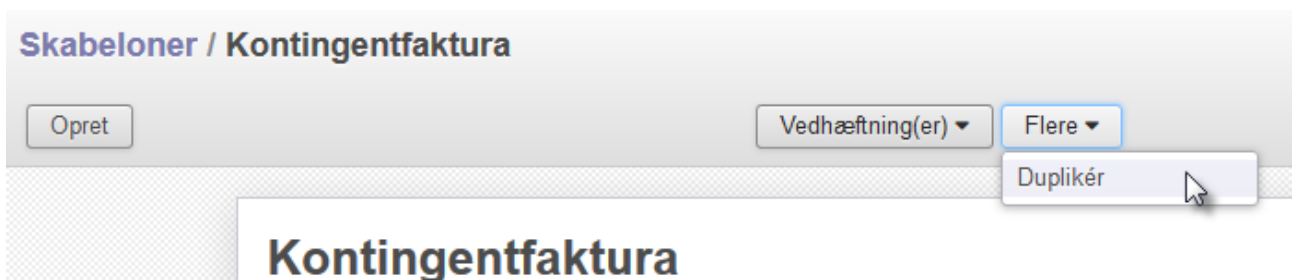 Skabeloner / Kontingentfaktura
Opret Vedhæftning(er) Flere
Duplikér
Kontingentfaktura